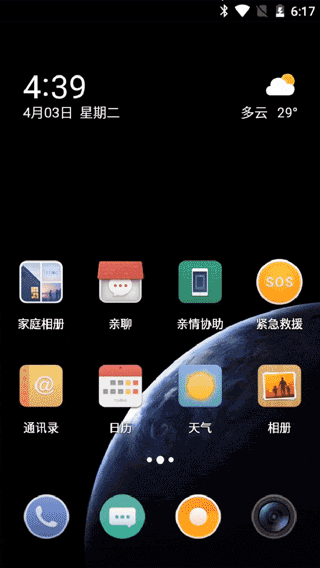 6:17
4:39
4月03日 星期二
多云 29°
家庭相册 亲聊 亲情协助 紧急救援
SOS
通讯录 日历 天气 相册
@